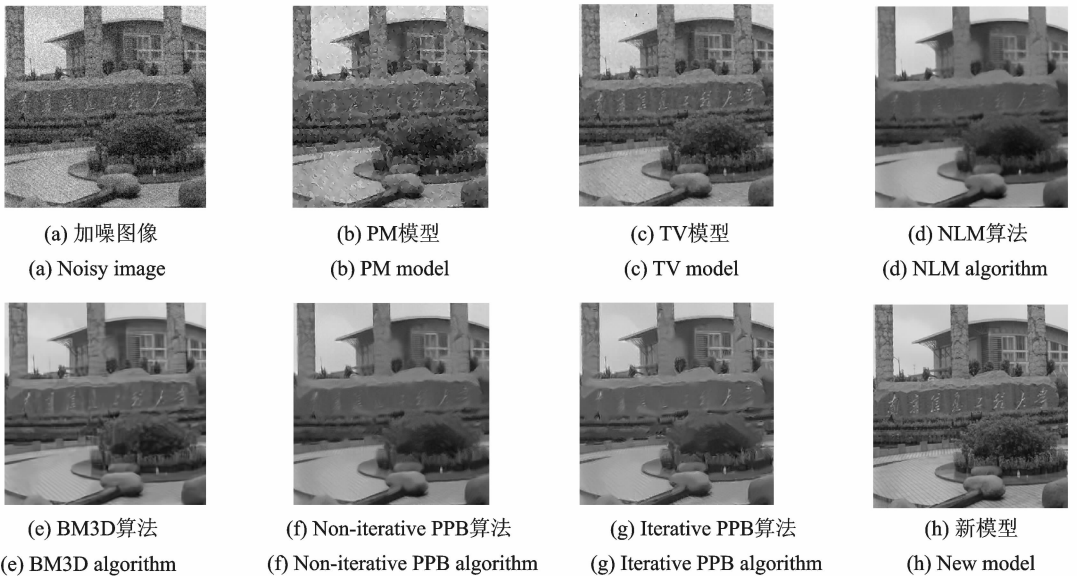 (a) 加噪图像
(a) Noisy image
(b) PM模型
(b) PM model
(c) TV模型
(c) TV model
(d) NLM算法
(d) NLM algorithm
(e) BM3D算法
(e) BM3D algorithm
(f) Non-iterative PPB算法
(f) Non-iterative PPB algorithm
(g) Iterative PPB算法
(g) Iterative PPB algorithm
(h) 新模型
(h) New model